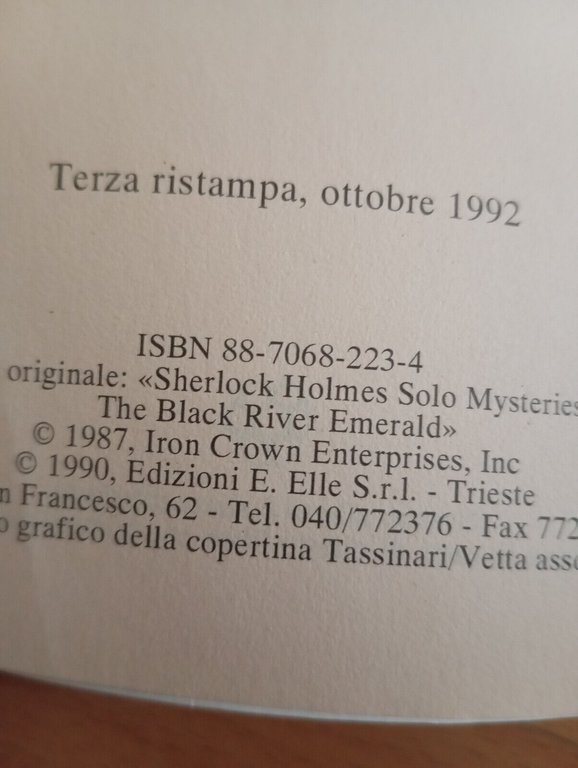 Terza ristampa, ottobre 1992
ISBN 88-7068-223-4
originale: «Sherlock Holmes Solo Mysteries
The Black River Emerald»
© 1987, Iron Crown Enterprises, Inc
© 1990, Edizioni E. Elle S.r.l. - Trieste
Francesco, 62 - Tel. 040/772376 - Fax 772
grafico della copertina Tassinari/Vetta